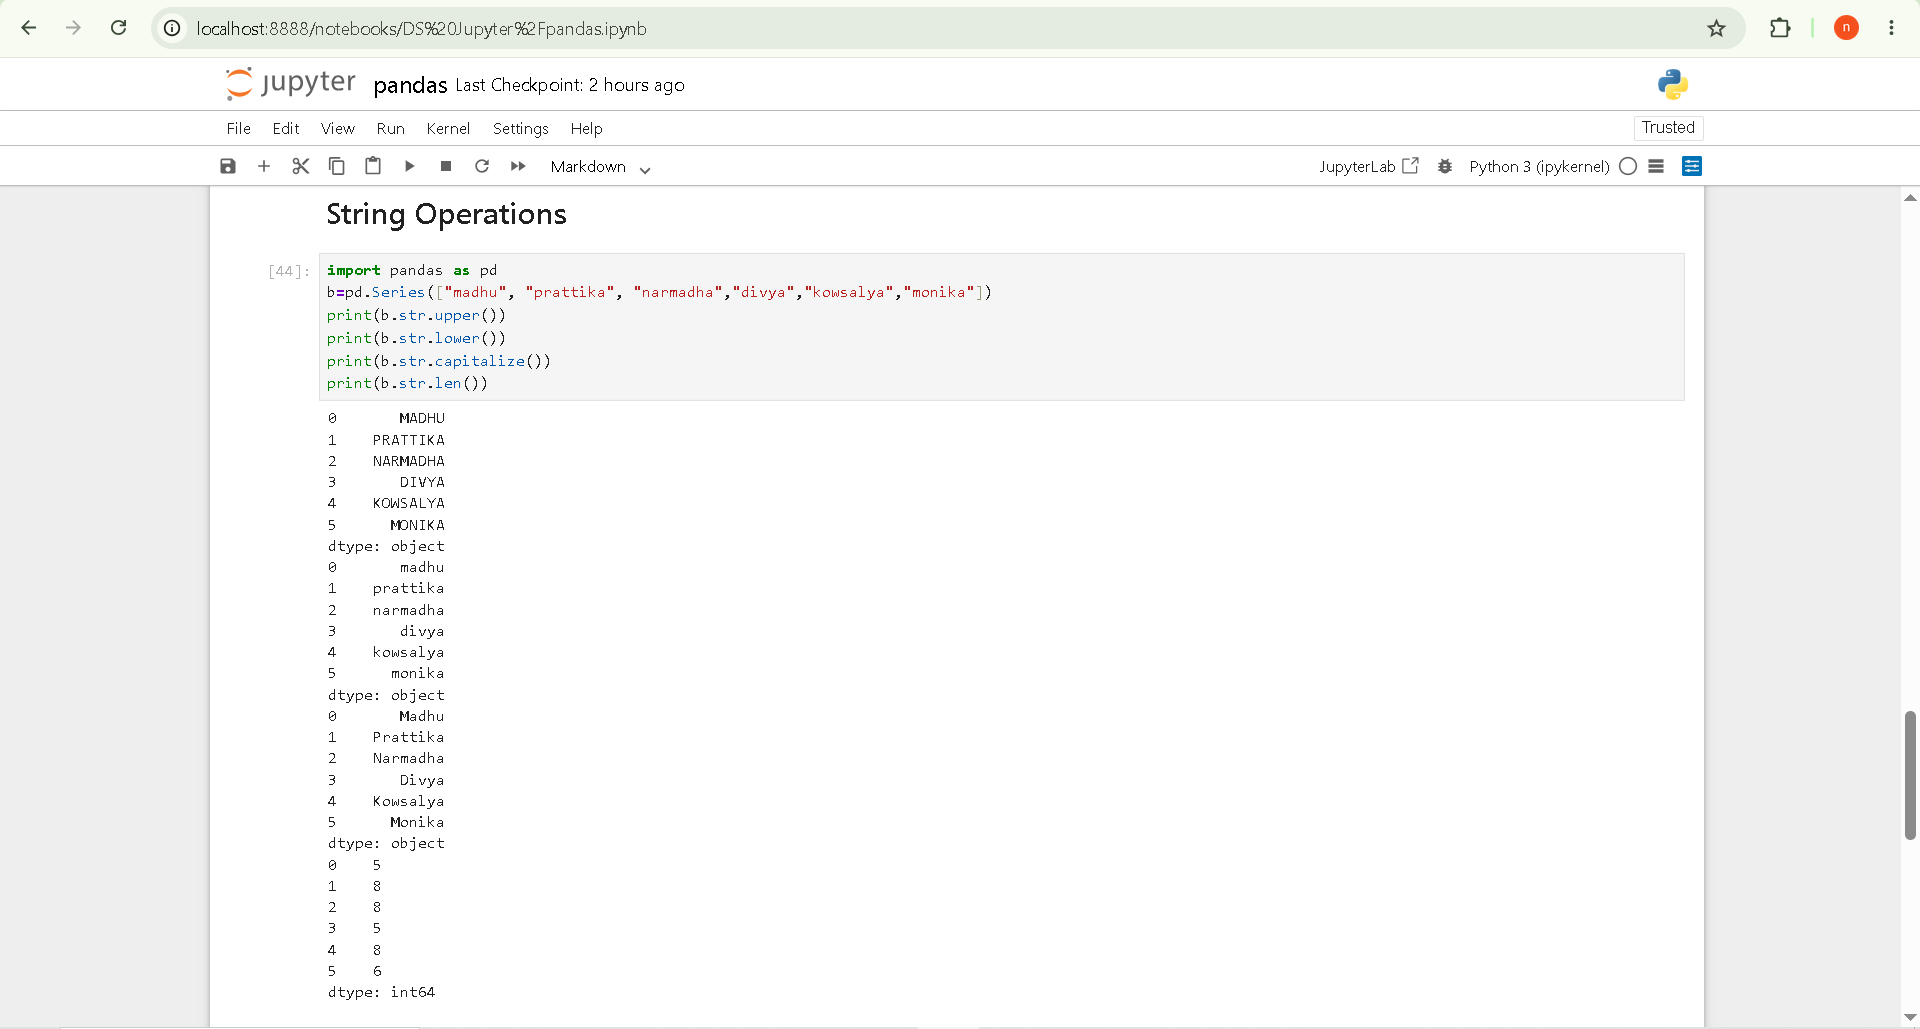 localhost:8888/notebooks/DS%20Jupyter%2Fpandas.ipynb
n
jupyter pandas Last Checkpoint: 2 hours ago
File Edit View Run Kernel Settings Help
Trusted
Markdown
JupyterLab
Python 3 (ipykernel)
String Operations
[44]:
import pandas as pd
b=pd.Series(["madhu", "prattika", "narmadha","divya","kowsalya","monika"])
print(b.str.upper())
print(b.str.lower())
print(b.str.capitalize())
print(b.str.len())
0       MADHU
1    PRATTIKA
2    NARMADHA
3       DIVYA
4    KOWSALYA
5      MONIKA
dtype: object
0       madhu
1    prattika
2    narmadha
3       divya
4    kowsalya
5      monika
dtype: object
0       Madhu
1    Prattika
2    Narmadha
3       Divya
4    Kowsalya
5      Monika
dtype: object
0    5
1    8
2    8
3    5
4    8
5    6
dtype: int64